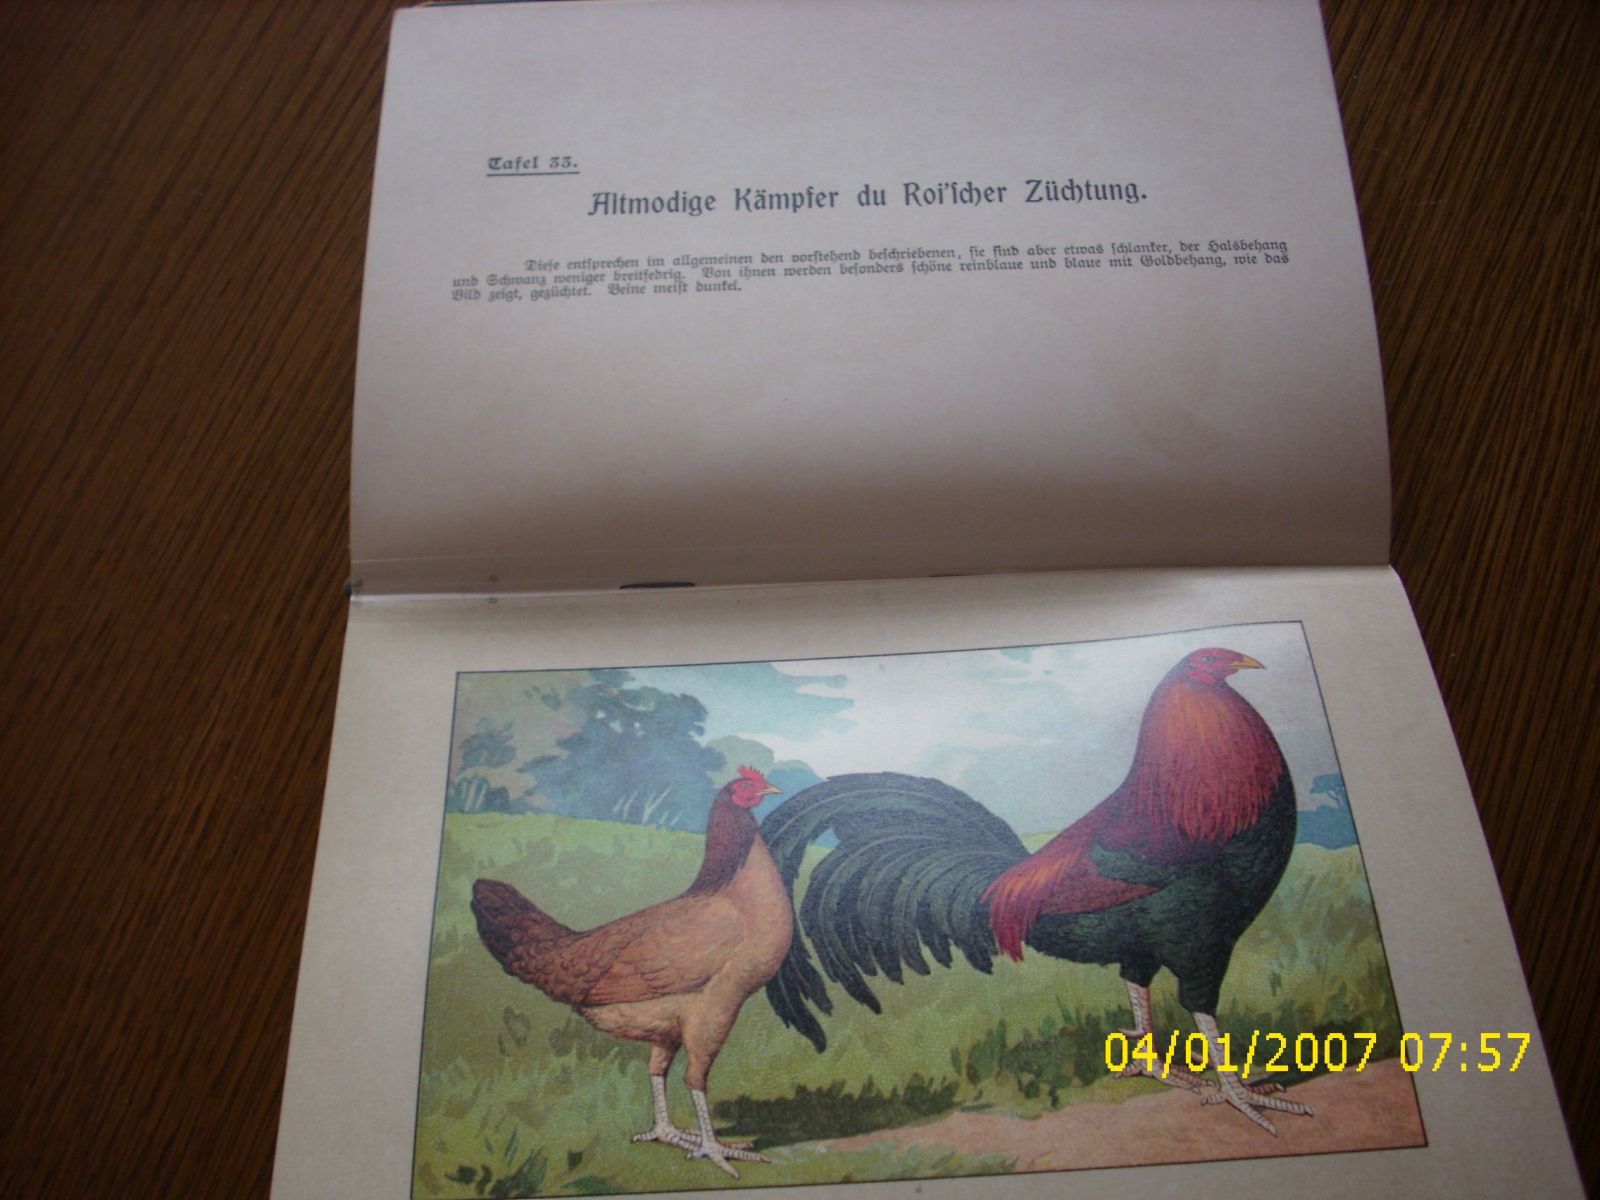 Tafel 33.
Altmodige Kämpfer du Roi'scher Züchtung.
Diese entsprechen im allgemeinen den vorstehend beschriebenen, sie sind aber etwas schlanker, der Halsbehang
und Schwanz weniger breitfedrig. Von ihnen werden besonders schöne reinblaue und blaue mit Goldbehang, wie das
Bild zeigt, gezüchtet. Beine meist dunkel.
04/01/2007 07:57